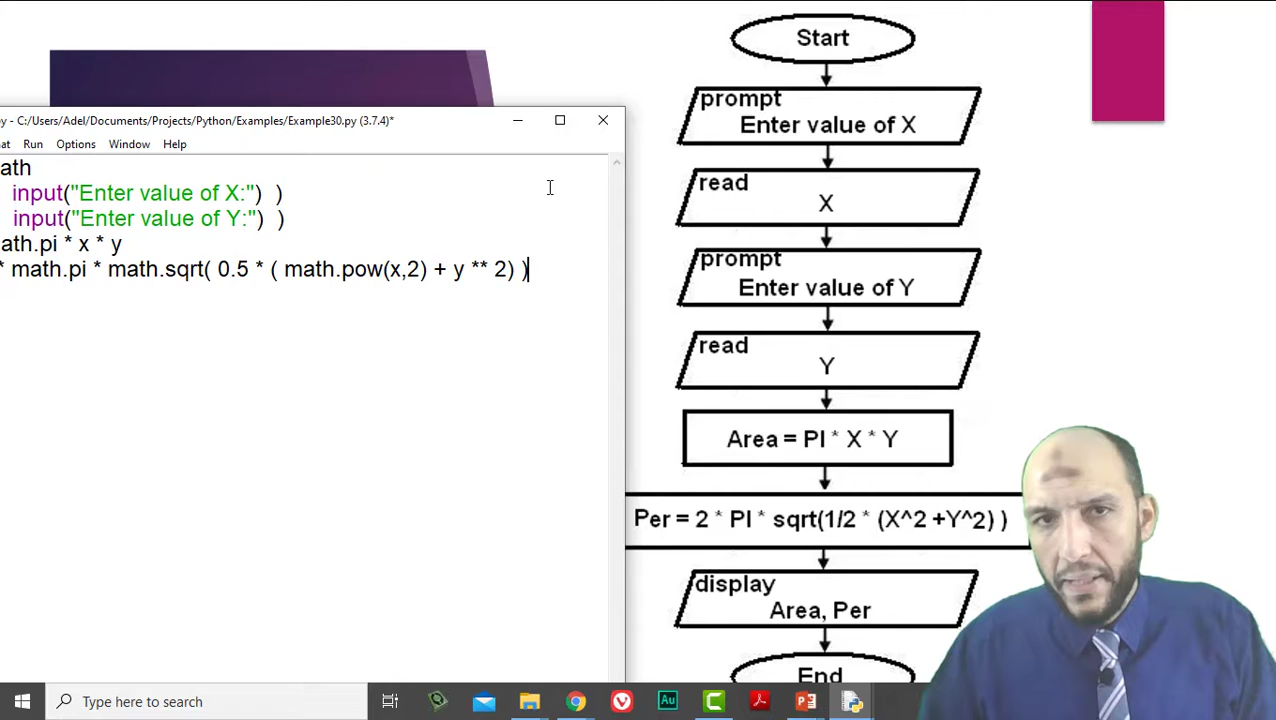 y - C:/Users/Adel/Documents/Projects/Python/Examples/Example30.py (3.7.4)*
at Run Options Window Help
ath
input("Enter value of X:") )
input("Enter value of Y:") )
ath.pi * x * y
* math.pi * math.sqrt( 0.5 * ( math.pow(x,2) + y ** 2) )
Start
prompt
Enter value of X
read
X
prompt
Enter value of Y
read
Y
Area = PI * X * Y
Per = 2 * PI * sqrt(1/2 * (X^2 +Y^2) )
display
Area, Per
End
Type here to search
Au